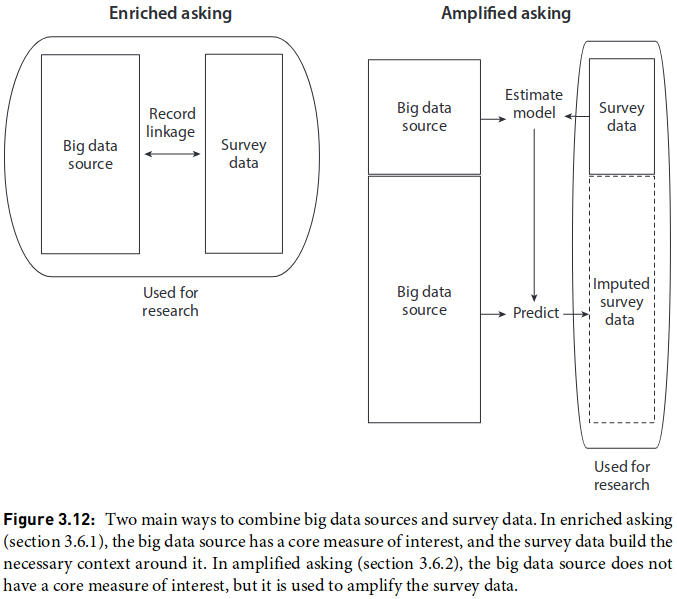 Enriched asking
Big data
source
Record
linkage
Survey
data
Used for
research
Amplified asking
Big data
source
Estimate
model
Survey
data
Big data
source
Predict
Imputed
survey
data
Used for
research
Figure 3.12: Two main ways to combine big data sources and survey data. In enriched asking
(section 3.6.1), the big data source has a core measure of interest, and the survey data build the
necessary context around it. In amplified asking (section 3.6.2), the big data source does not
have a core measure of interest, but it is used to amplify the survey data.